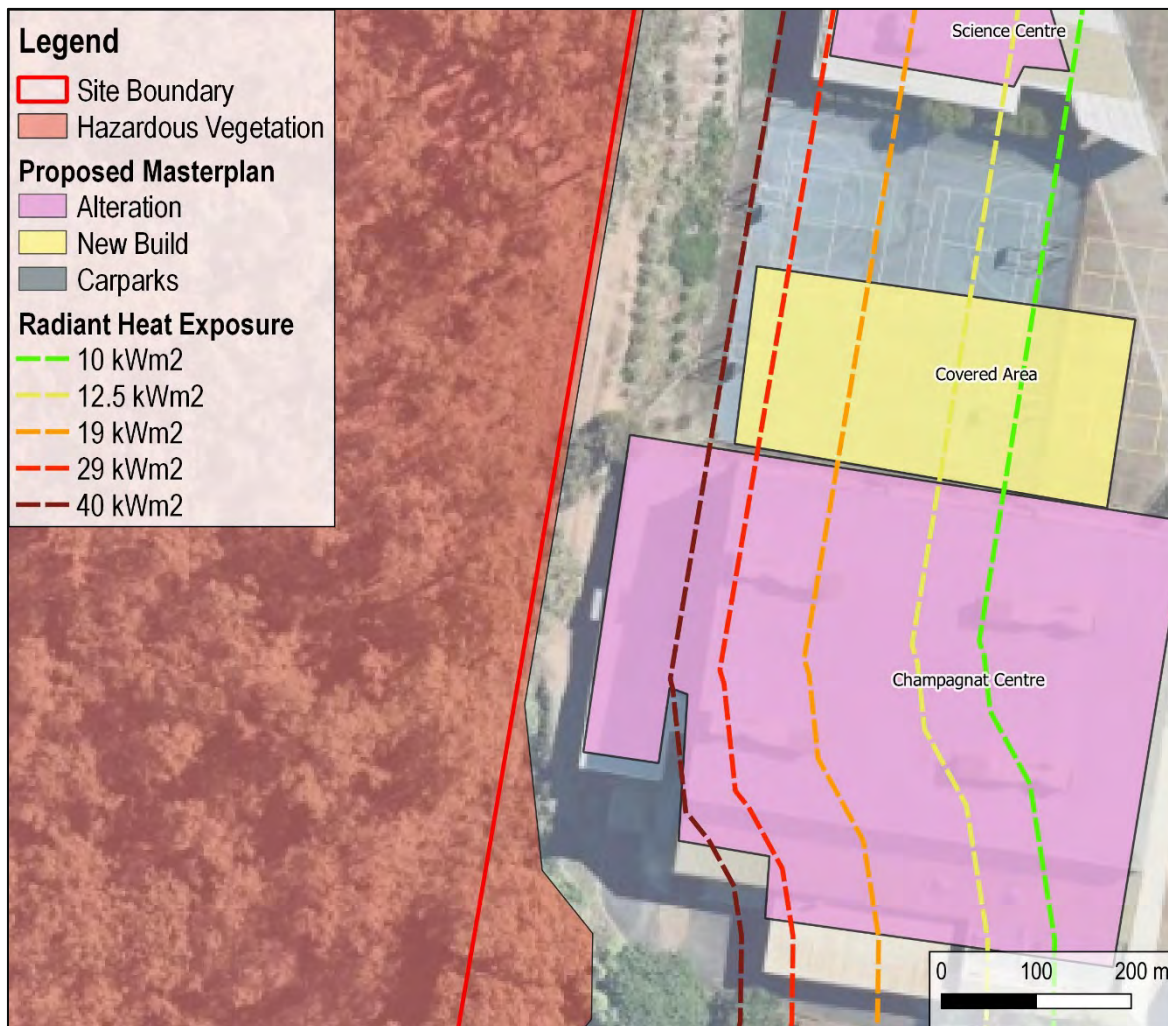 Legend
Site Boundary
Hazardous Vegetation
Proposed Masterplan
Alteration
New Build
Carparks
Radiant Heat Exposure
10 kWm2
12.5 kWm2
19 kWm2
29 kWm2
40 kWm2
Science Centre
Covered Area
Champagnat Centre
0 100 200 m